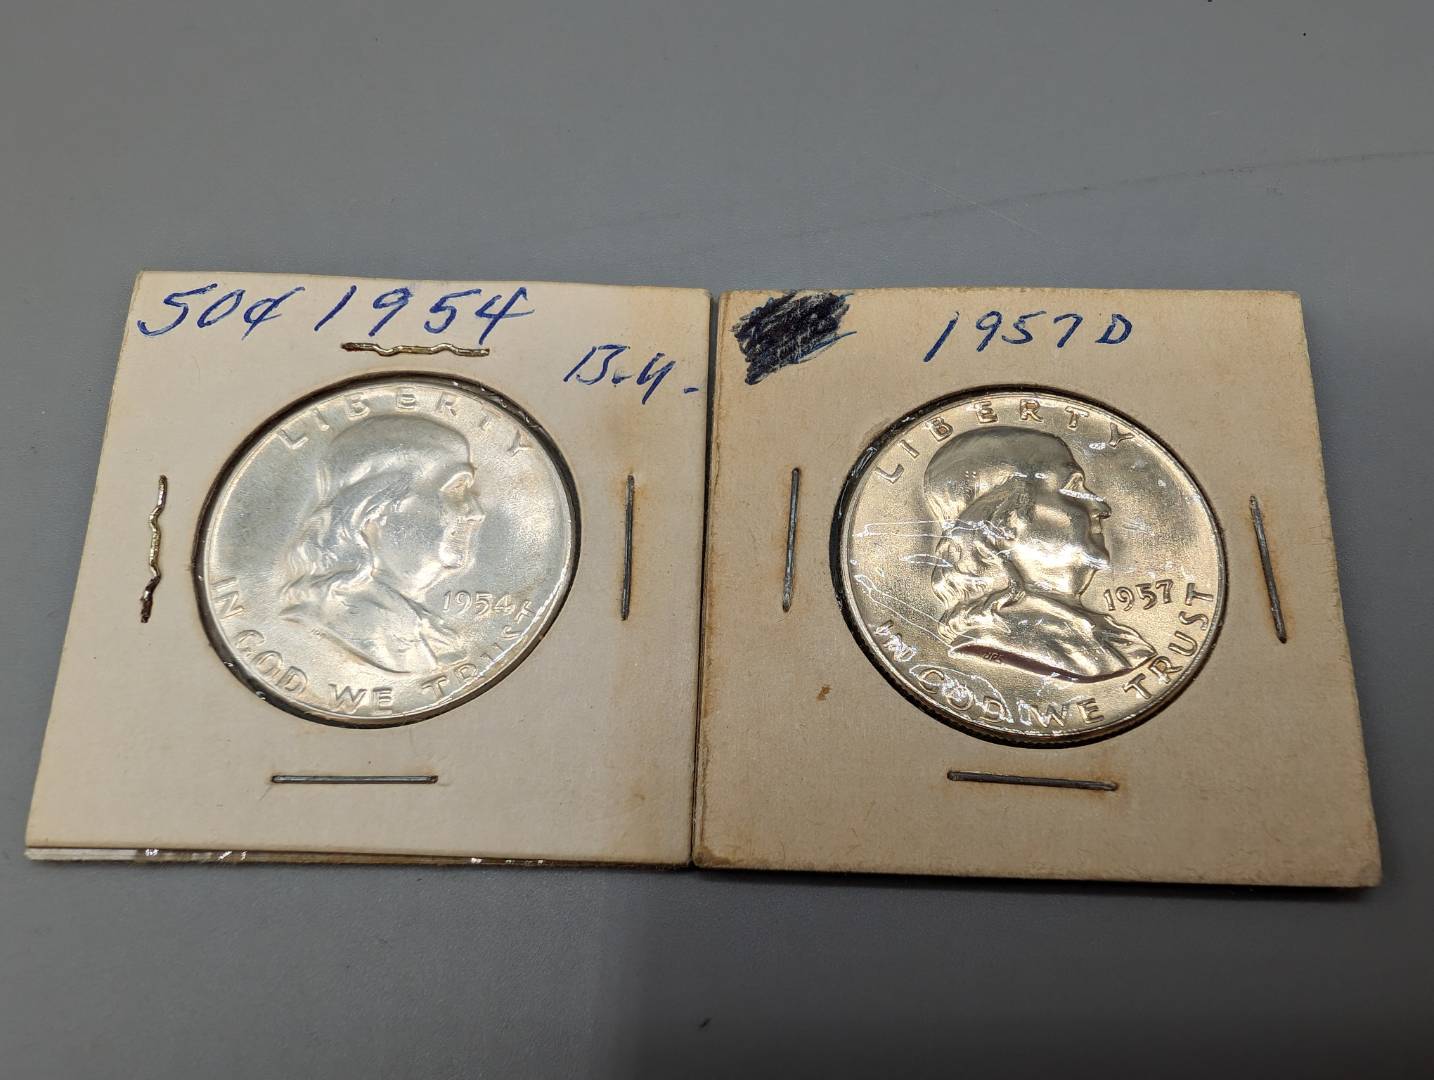 50¢ 1954
B.U.
LIBERTY
1954
IN GOD WE TRUST
1957 D
LIBERTY
1957
IN GOD WE TRUST